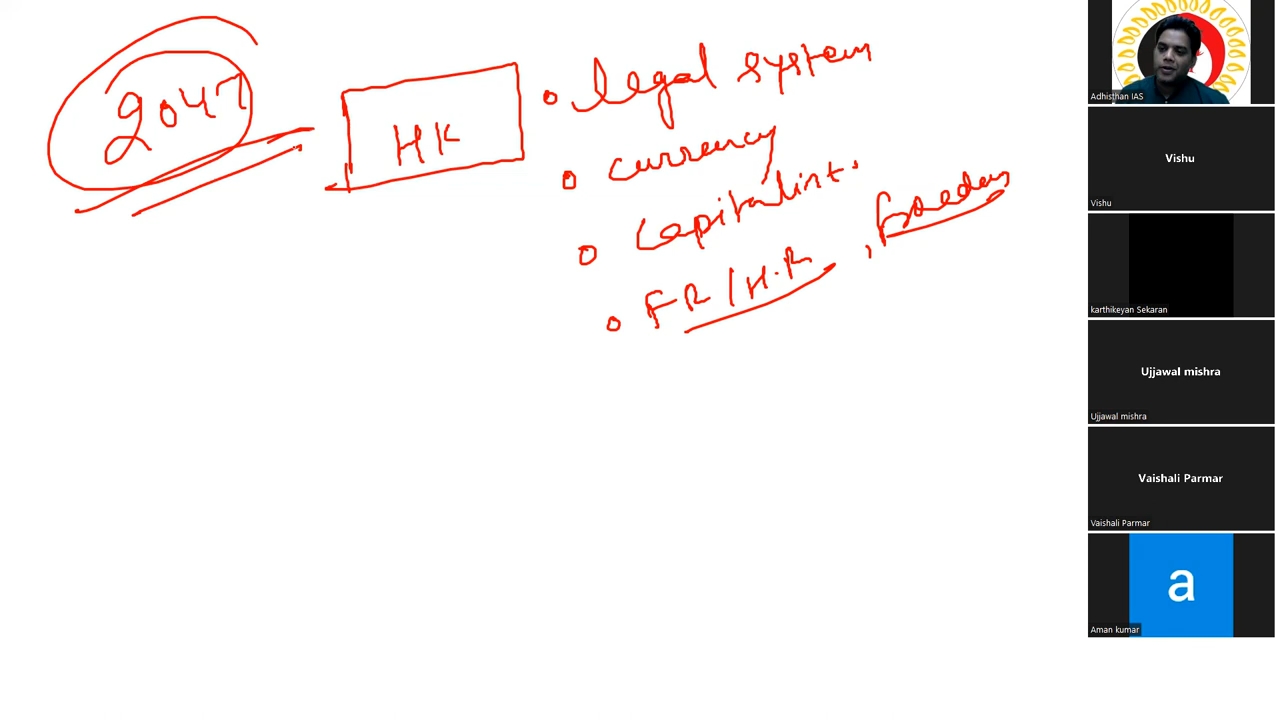 2047
HK
legal system
currency
Capitalist.
FR / H.R , freedom
Adhisthan IAS
Vishu
Vishu
karthikeyan Sekaran
Ujjawal mishra
Ujjawal mishra
Vaishali Parmar
Vaishali Parmar
a
Aman kumar